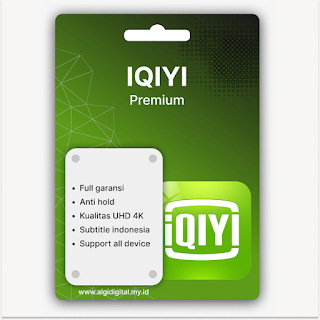 IQIYI
Premium
Full garansi
Anti hold
Kualitas UHD 4K
Subtitle indonesia
Support all device
iQIYI
www.algidigital.my.id